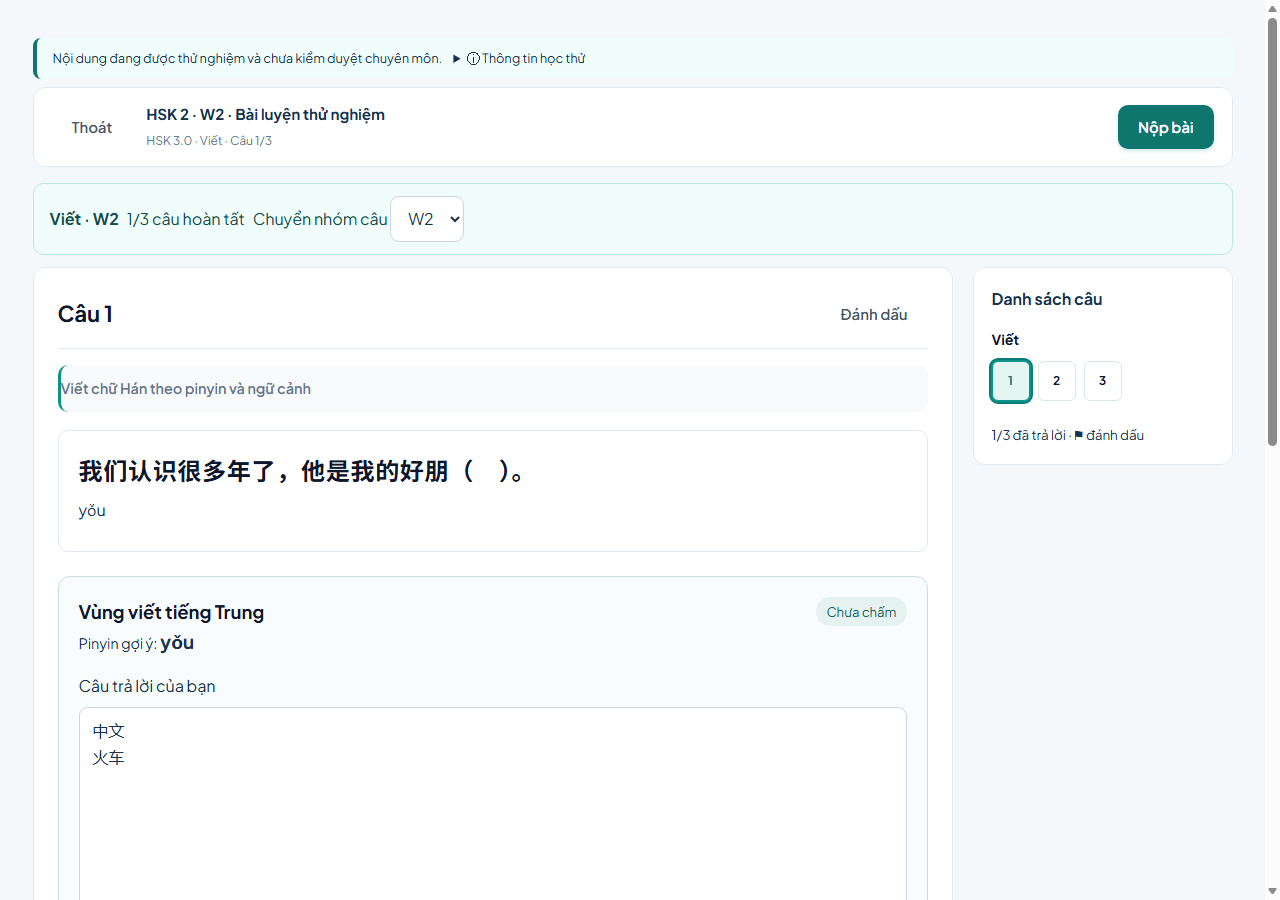 Nội dung đang được thử nghiệm và chưa kiểm duyệt chuyên môn. ▶ ⓘ Thông tin học thử
Thoát
HSK 2 · W2 · Bài luyện thử nghiệm
HSK 3.0 · Viết · Câu 1/3
Nộp bài
Viết · W2 1/3 câu hoàn tất Chuyển nhóm câu W2
Câu 1
Đánh dấu
Viết chữ Hán theo pinyin và ngữ cảnh
我们认识很多年了，他是我的好朋（　）。
yǒu
Vùng viết tiếng Trung
Chưa chấm
Pinyin gợi ý: yǒu
Câu trả lời của bạn
中文
火车
Danh sách câu
Viết
1 2 3
1/3 đã trả lời · ⚑ đánh dấu